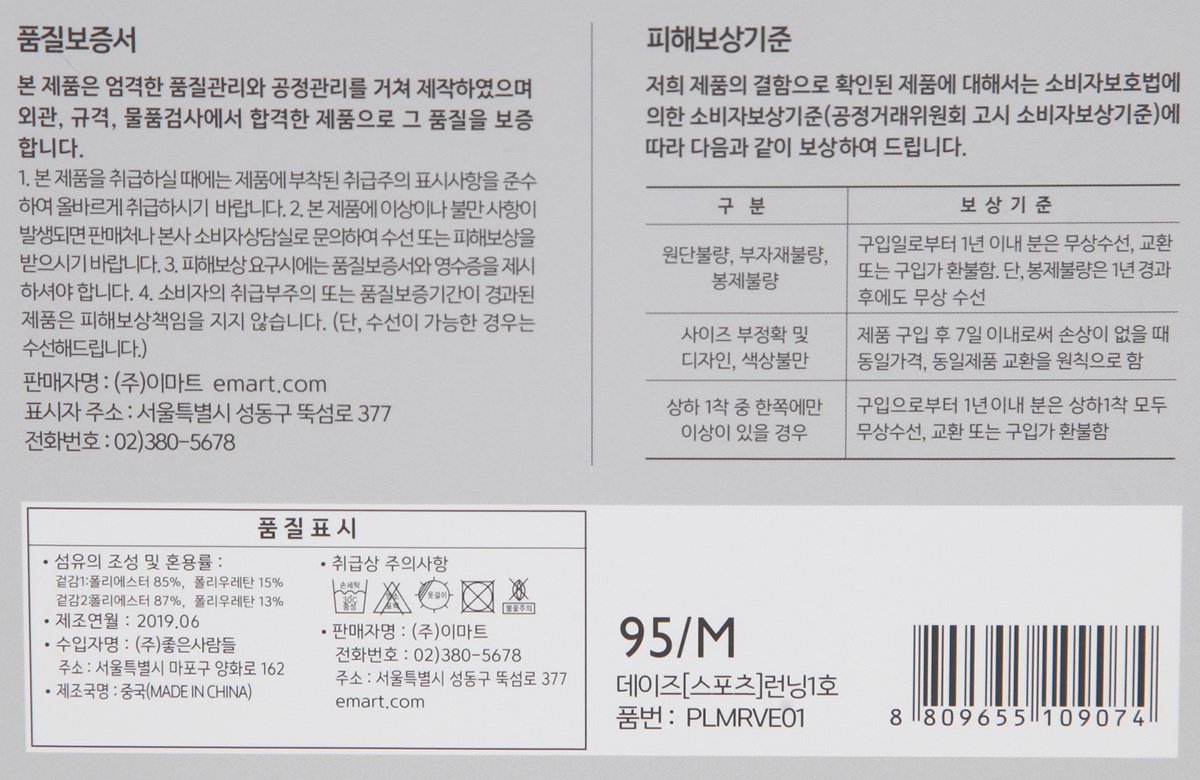 품질보증서
본 제품은 엄격한 품질관리와 공정관리를 거쳐 제작하였으며
외관, 규격, 물품검사에서 합격한 제품으로 그 품질을 보증
합니다.
1. 본 제품을 취급하실 때에는 제품에 부착된 취급주의 표시사항을 준수
하여 올바르게 취급하시기 바랍니다. 2. 본 제품에 이상이나 불만 사항이
발생되면 판매처나 본사 소비자상담실로 문의하여 수선 또는 피해보상을
받으시기 바랍니다. 3. 피해보상 요구시에는 품질보증서와 영수증을 제시
하셔야 합니다. 4. 소비자의 취급부주의 또는 품질보증기간이 경과된
제품은 피해보상책임을 지지 않습니다. (단, 수선이 가능한 경우는
수선해드립니다.)
판매자명 : (주)이마트 emart.com
표시자 주소 : 서울특별시 성동구 뚝섬로 377
전화번호 : 02)380-5678
피해보상기준
저희 제품의 결함으로 확인된 제품에 대해서는 소비자보호법에
의한 소비자보상기준(공정거래위원회 고시 소비자보상기준)에
따라 다음과 같이 보상하여 드립니다.
구 분
보 상 기 준
원단불량, 부자재불량,
봉제불량
구입일로부터 1년 이내 분은 무상수선, 교환
또는 구입가 환불함. 단, 봉제불량은 1년 경과
후에도 무상 수선
사이즈 부정확 및
디자인, 색상불만
제품 구입 후 7일 이내로써 손상이 없을 때
동일가격, 동일제품 교환을 원칙으로 함
상하 1착 중 한쪽에만
이상이 있을 경우
구입으로부터 1년 이내 분은 상하1착 모두
무상수선, 교환 또는 구입가 환불함
품 질 표 시
• 섬유의 조성 및 혼용률 :
겉감1:폴리에스터 85%, 폴리우레탄 15%
겉감2:폴리에스터 87%, 폴리우레탄 13%
• 제조연월 : 2019.06
• 수입자명 : (주)좋은사람들
주소 : 서울특별시 마포구 양화로 162
• 제조국명 : 중국(MADE IN CHINA)
• 취급상 주의사항
손세탁
30℃
중성
염소
표백
옷걸이
불꽃주의
• 판매자명 : (주)이마트
전화번호 : 02)380-5678
주소 : 서울특별시 성동구 뚝섬로 377
emart.com
95/M
데이즈[스포츠]런닝1호
품번 : PLMRVE01
8 809655 109074